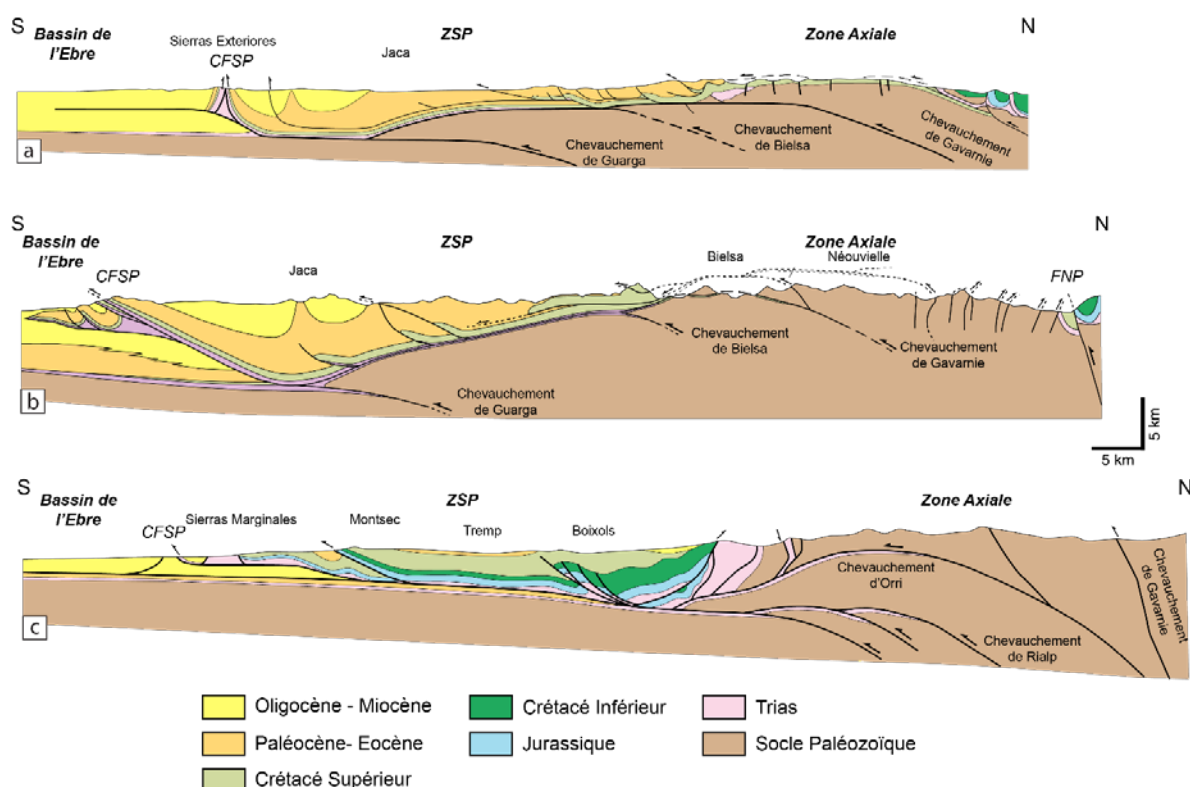 S
N
Bassin de
l'Ebre
Sierras Exteriores
CFSP
ZSP
Jaca
Zone Axiale
Chevauchement
de Guarga
Chevauchement
de Bielsa
Chevauchement
de Gavarnie
a
S
N
Bassin de
l'Ebre
CFSP
Jaca
ZSP
Bielsa
Zone Axiale
Néouvielle
FNP
Chevauchement
de Bielsa
Chevauchement
de Gavarnie
Chevauchement
de Guarga
b
5 km
5 km
S
N
Bassin de
l'Ebre
CFSP
Sierras Marginales
Montsec
ZSP
Tremp
Boixols
Zone Axiale
Chevauchement
d'Orri
Chevauchement
de Gavarnie
Chevauchement
de Rialp
c
Oligocène - Miocène
Crétacé Inférieur
Trias
Paléocène- Eocène
Jurassique
Socle Paléozoïque
Crétacé Supérieur